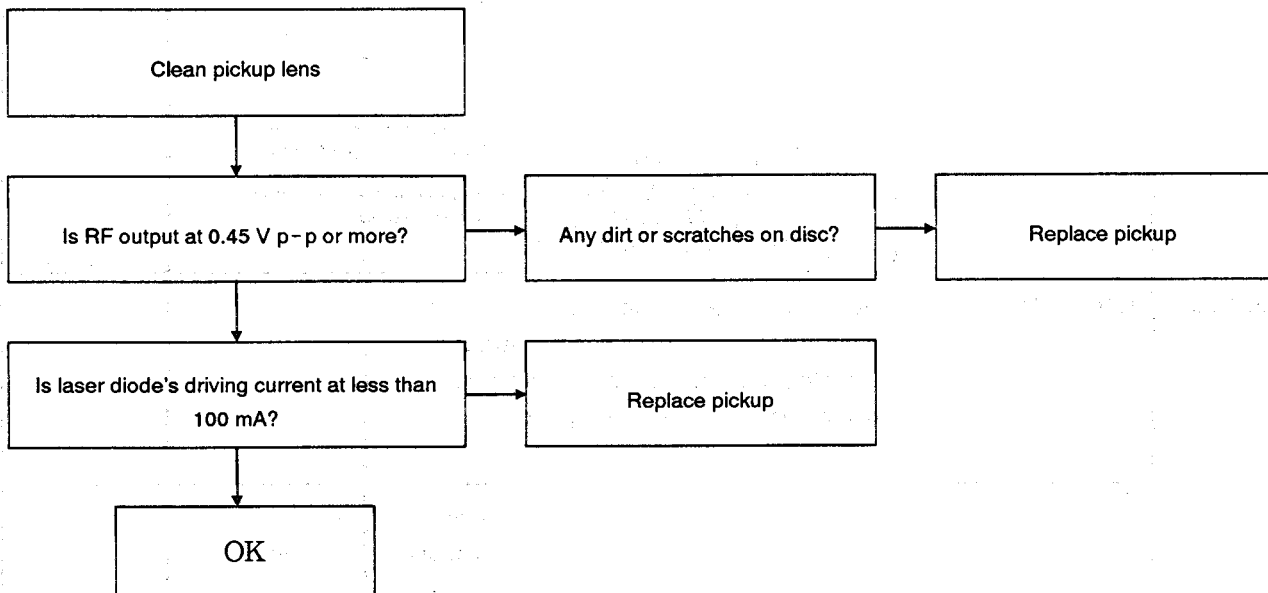 Clean pickup lens
Is RF output at 0.45 V p-p or more?
Any dirt or scratches on disc?
Replace pickup
Is laser diode's driving current at less than
100 mA?
Replace pickup
OK